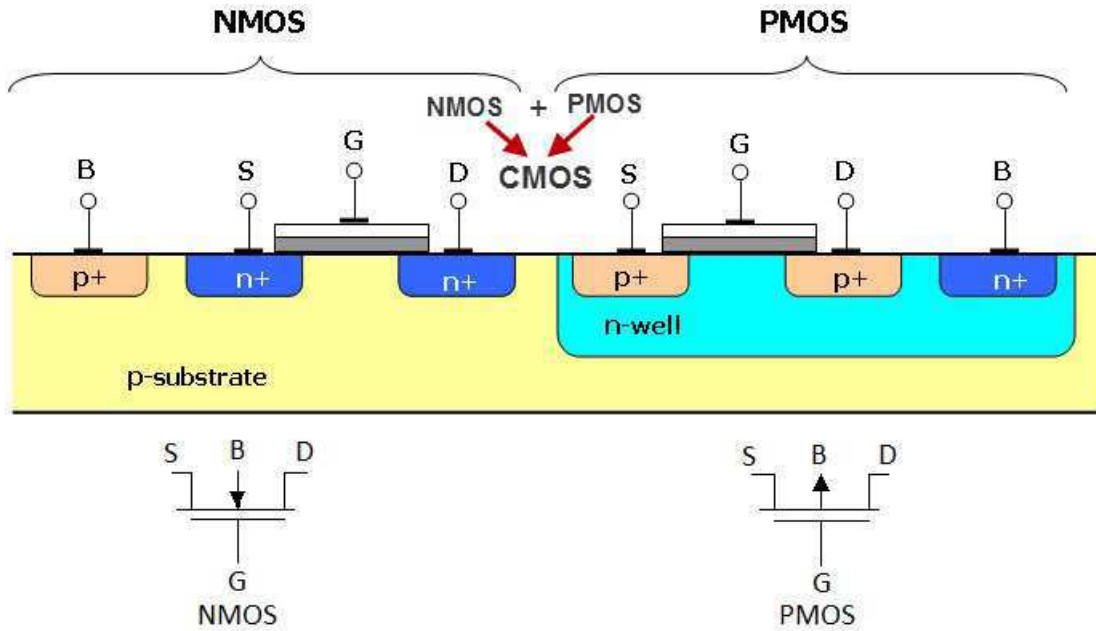 NMOS PMOS
NMOS + PMOS
CMOS
B S G D S G D B
p+ n+ n+ p+ p+ n+
n-well
p-substrate
S B D S B D
G G
NMOS PMOS